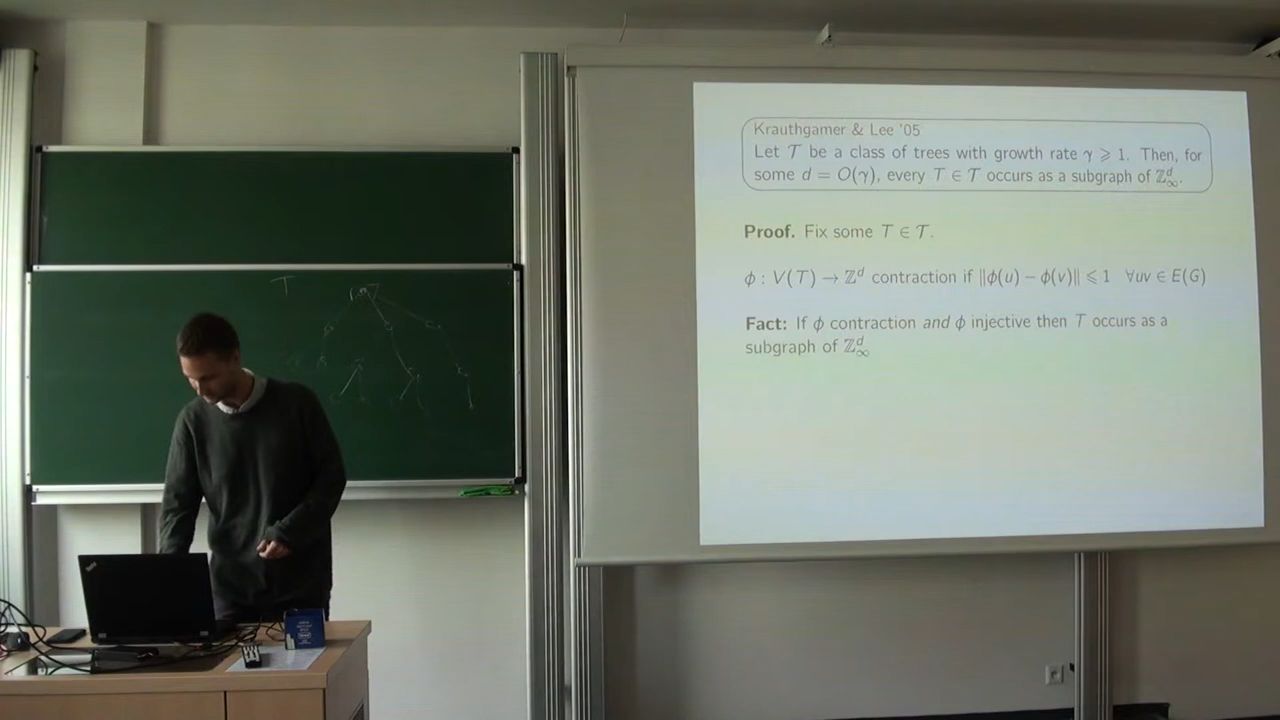 T
Krauthgamer & Lee '05
Let 𝒯 be a class of trees with growth rate γ ⩾ 1. Then, for
some d = O(γ), every T ∈ 𝒯 occurs as a subgraph of ℤ^d_∞.
Proof. Fix some T ∈ 𝒯.
ϕ : V(T) → ℤ^d contraction if ‖ϕ(u) − ϕ(v)‖ ⩽ 1 ∀uv ∈ E(G)
Fact: If ϕ contraction and ϕ injective then T occurs as a
subgraph of ℤ^d_∞